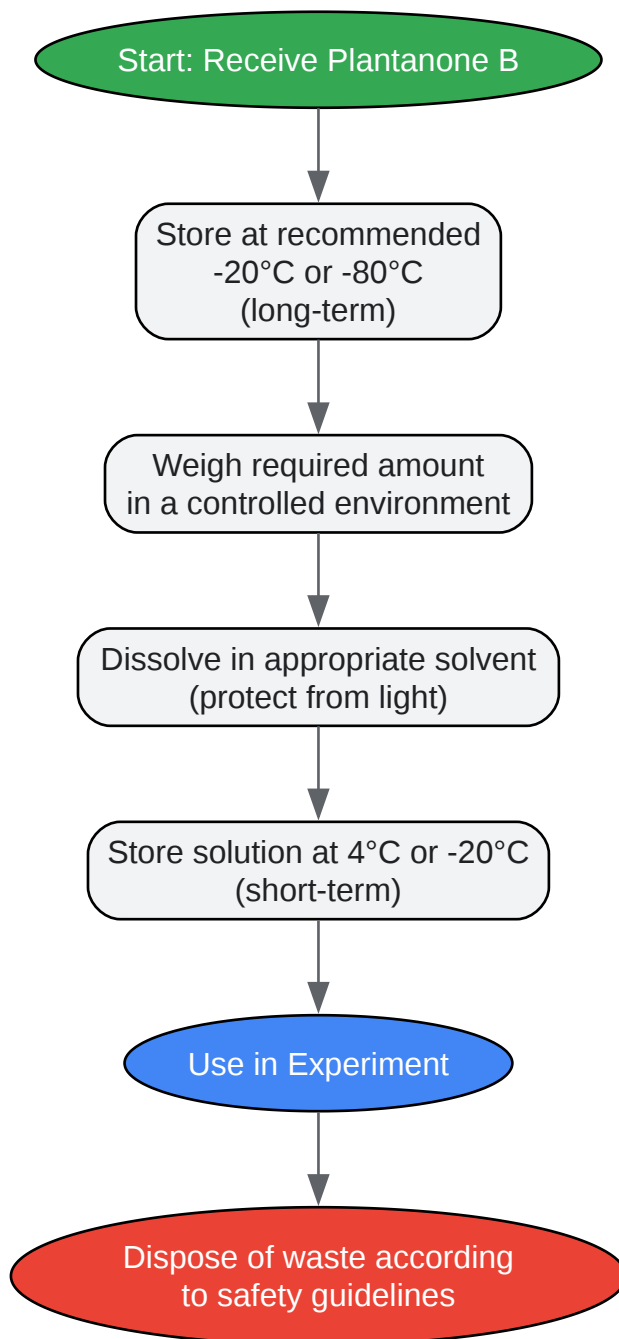 Start: Receive Plantanone B
Store at recommended
-20°C or -80°C
(long-term)
Weigh required amount
in a controlled environment
Dissolve in appropriate solvent
(protect from light)
Store solution at 4°C or -20°C
(short-term)
Use in Experiment
Dispose of waste according
to safety guidelines